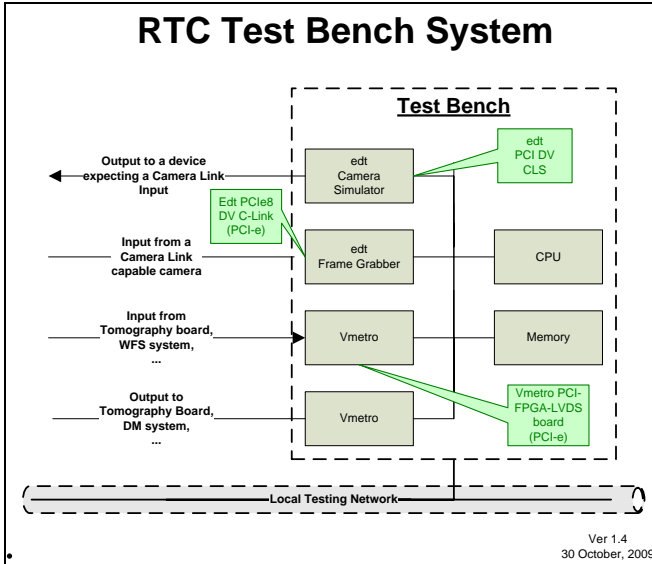 RTC Test Bench System
Test Bench
Output to a device
expecting a Camera Link
Input
edt
Camera
Simulator
edt
PCI DV
CLS
Edt PCIe8
DV C-Link
(PCI-e)
Input from a
Camera Link
capable camera
edt
Frame Grabber
CPU
Input from
Tomography board,
WFS system,
...
Vmetro
Memory
Output to
Tomography Board,
DM system,
...
Vmetro
Vmetro PCI-
FPGA-LVDS
board
(PCI-e)
Local Testing Network
Ver 1.4
30 October, 2009